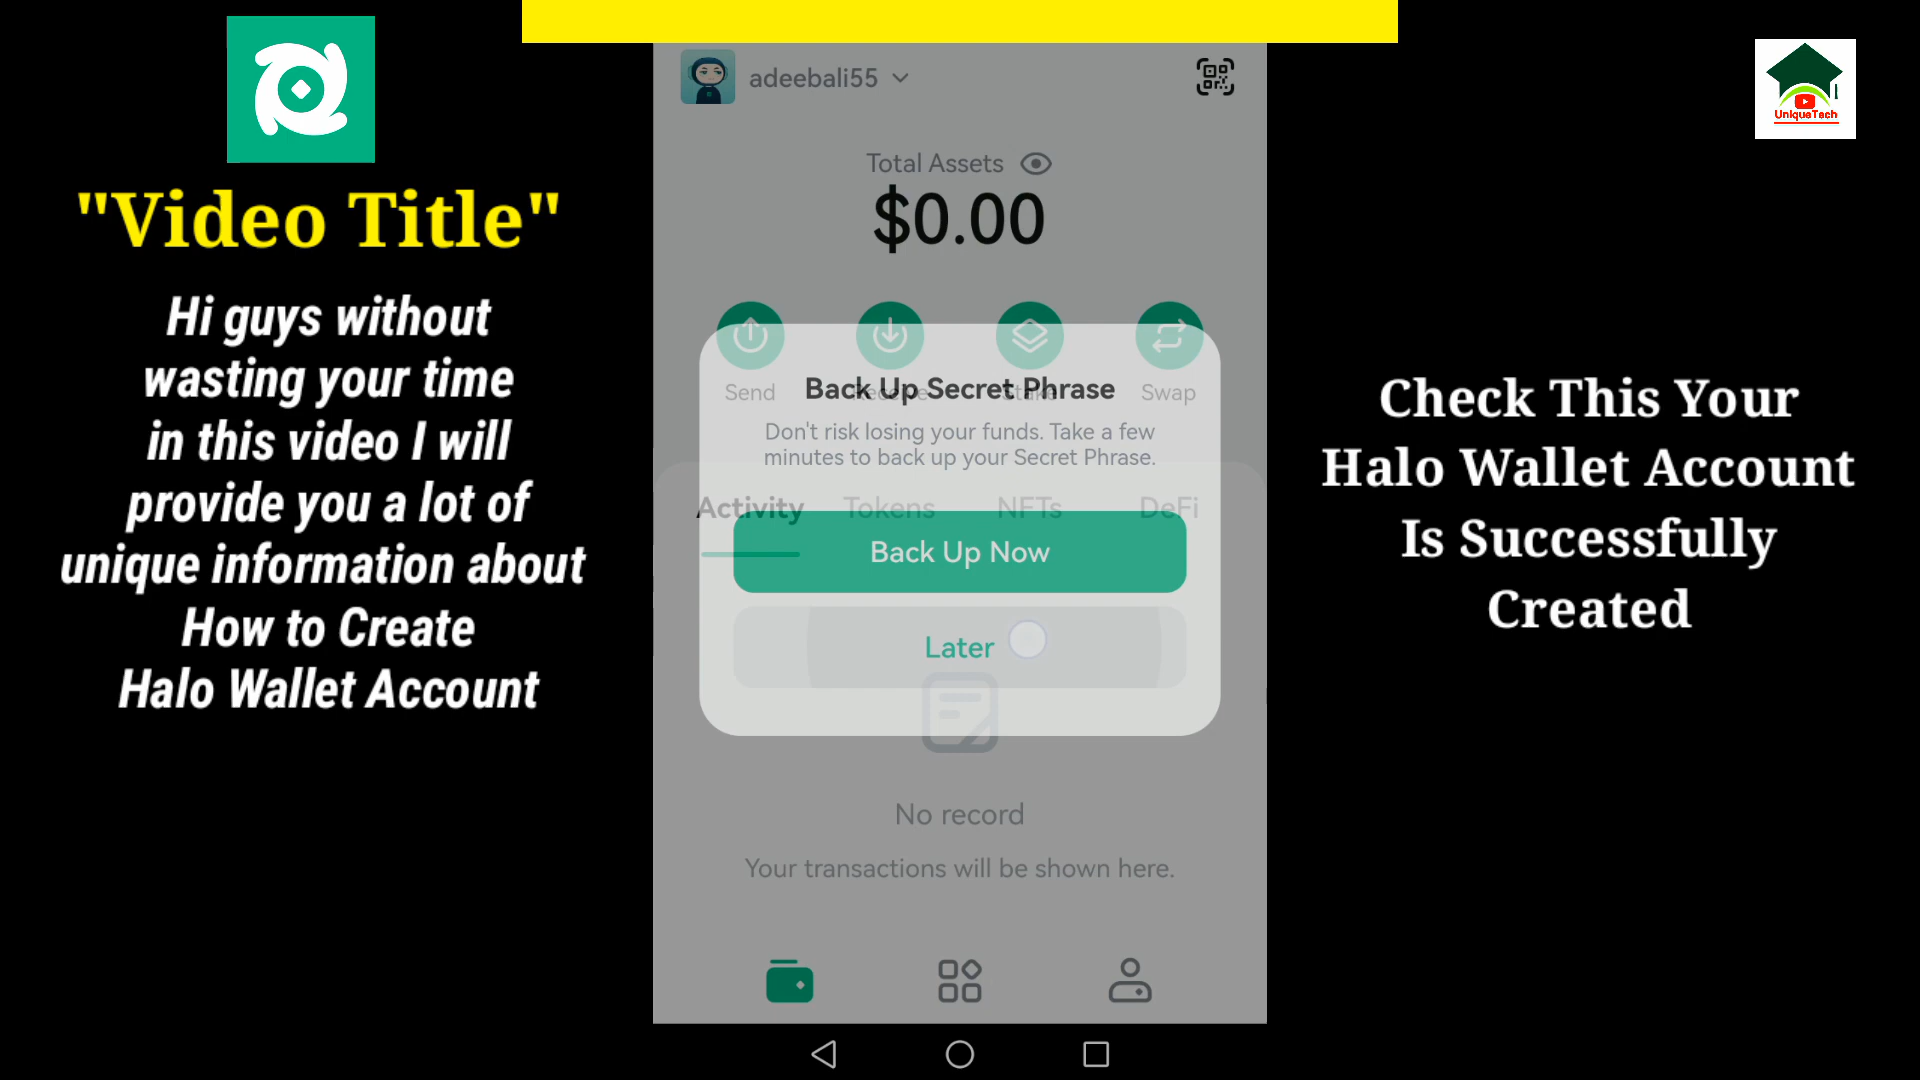 "Video Title"
Hi guys without
wasting your time
in this video I will
provide you a lot of
unique information about
How to Create
Halo Wallet Account
adeebali55
Total Assets
$0.00
Send Receive Stake Swap
Back Up Secret Phrase
Don't risk losing your funds. Take a few
minutes to back up your Secret Phrase.
Activity Tokens NFTs DeFi
Back Up Now
Later
No record
Your transactions will be shown here.
UniqueTech
Check This Your
Halo Wallet Account
Is Successfully
Created